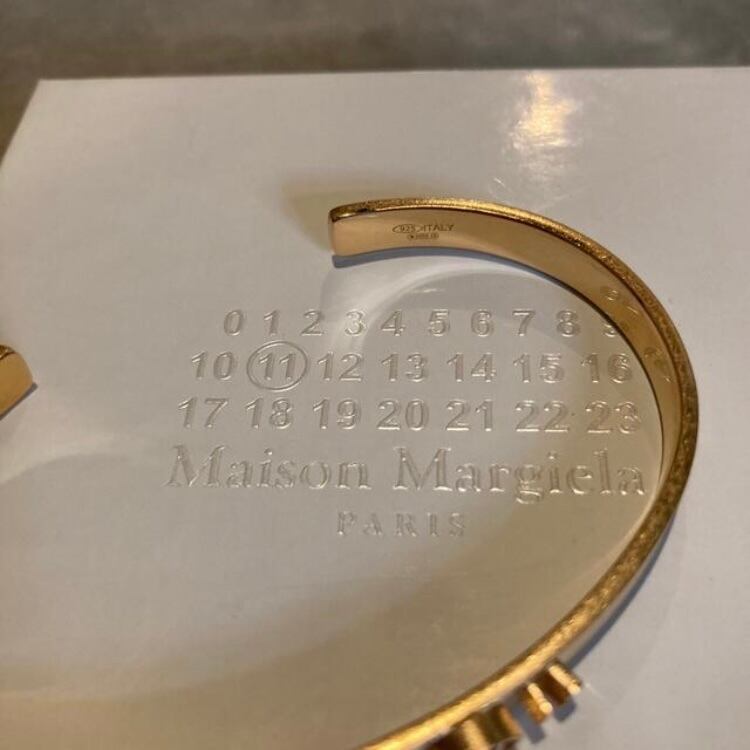 925 ITALY
0 1 2 3 4 5 6 7 8 9
10 11 12 13 14 15 16
17 18 19 20 21 22 23
Maison Margiela
PARIS